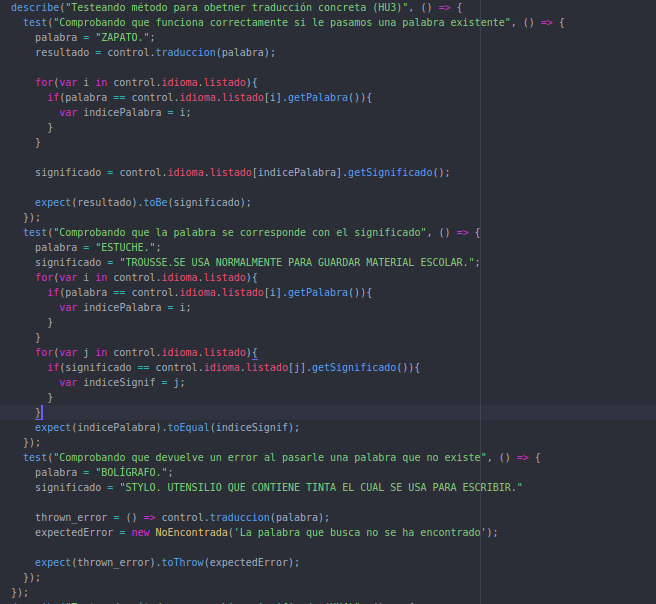 describe("Testeando método para obetner traducción concreta (HU3)", () => {
  test("Comprobando que funciona correctamente si le pasamos una palabra existente", () => {
    palabra = "ZAPATO.";
    resultado = control.traduccion(palabra);

    for(var i in control.idioma.listado){
      if(palabra == control.idioma.listado[i].getPalabra()){
        var indicePalabra = i;
      }
    }

    significado = control.idioma.listado[indicePalabra].getSignificado();

    expect(resultado).toBe(significado);
  });
  test("Comprobando que la palabra se corresponde con el significado", () => {
    palabra = "ESTUCHE.";
    significado = "TROUSSE.SE USA NORMALMENTE PARA GUARDAR MATERIAL ESCOLAR.";
    for(var i in control.idioma.listado){
      if(palabra == control.idioma.listado[i].getPalabra()){
        var indicePalabra = i;
      }
    }
    for(var j in control.idioma.listado){
      if(significado == control.idioma.listado[j].getSignificado()){
        var indiceSignif = j;
      }
    }
    expect(indicePalabra).toEqual(indiceSignif);
  });
  test("Comprobando que devuelve un error al pasarle una palabra que no existe", () => {
    palabra = "BOLÍGRAFO.";
    significado = "STYLO. UTENSILIO QUE CONTIENE TINTA EL CUAL SE USA PARA ESCRIBIR."

    thrown_error = () => control.traduccion(palabra);
    expectedError = new NoEncontrada('La palabra que busca no se ha encontrado');

    expect(thrown_error).toThrow(expectedError);
  });
});